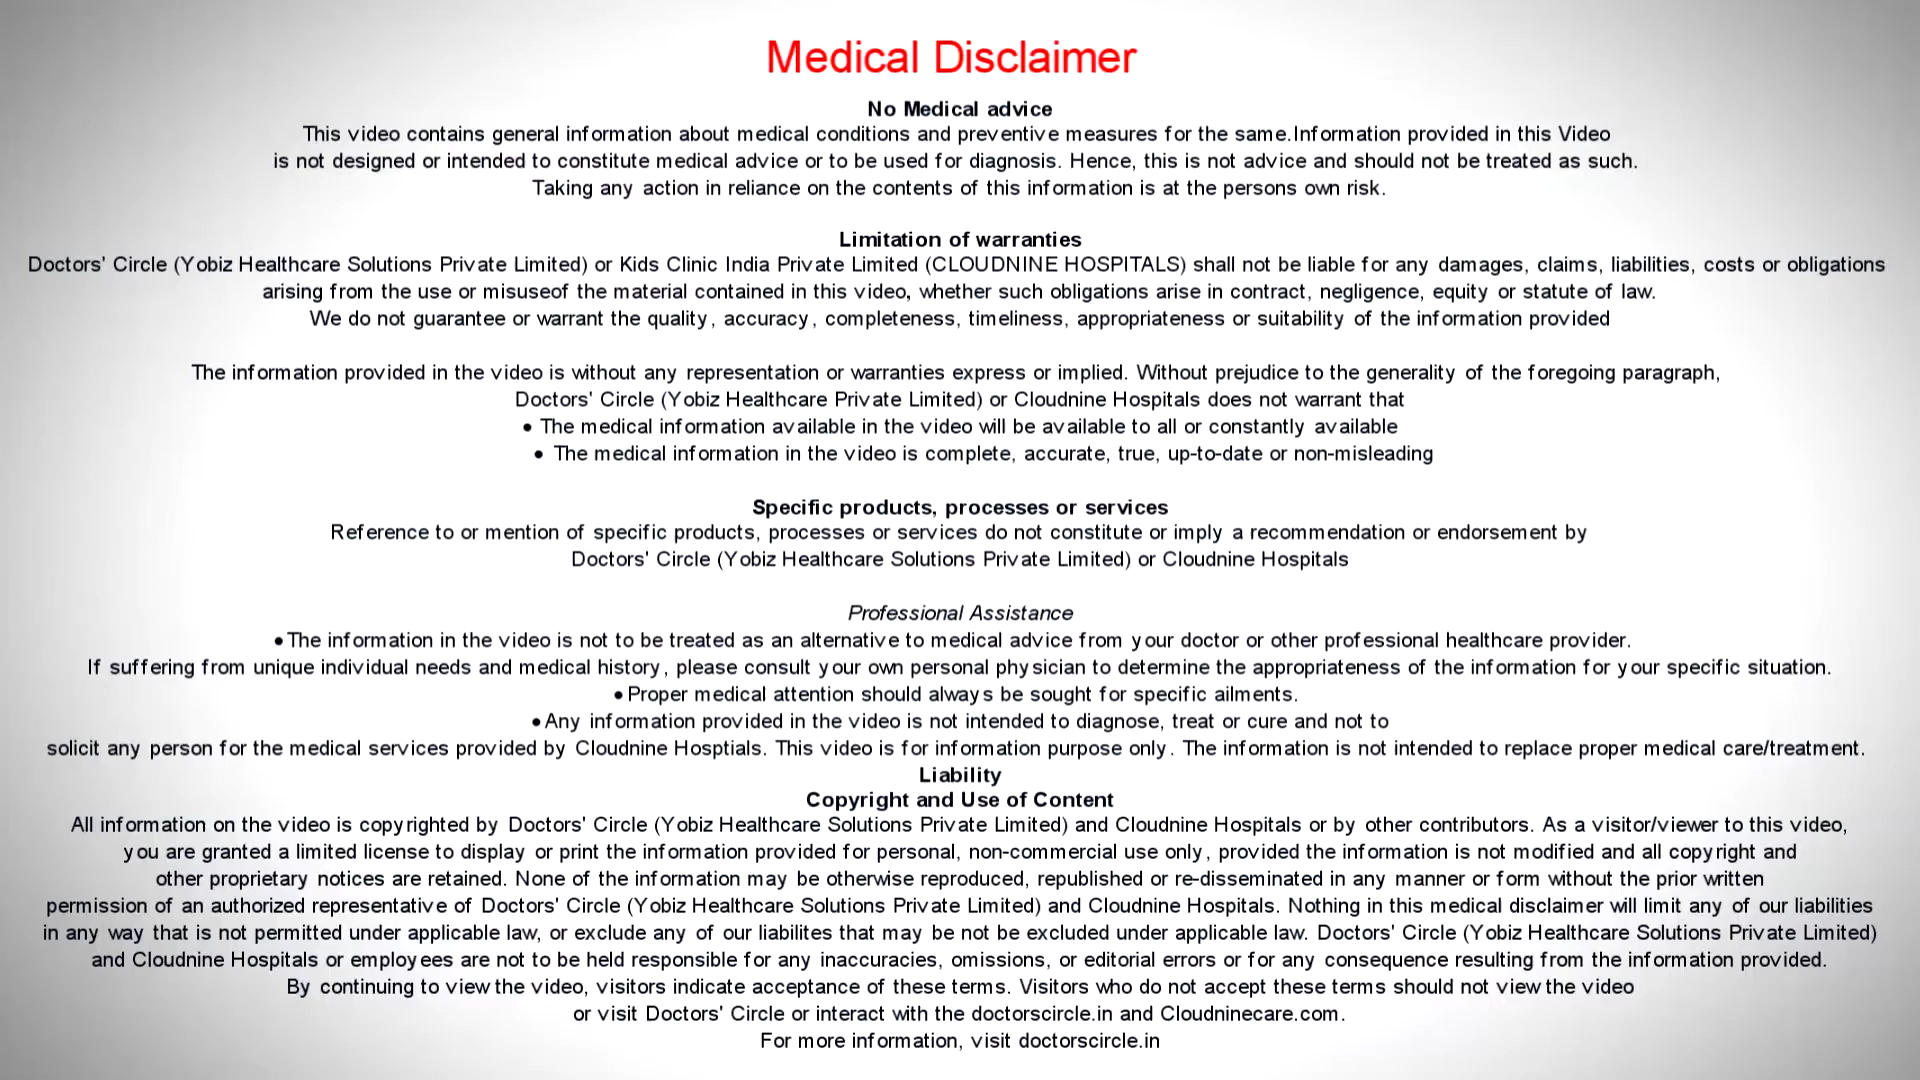 Medical Disclaimer
No Medical advice
This video contains general information about medical conditions and preventive measures for the same.Information provided in this Video
is not designed or intended to constitute medical advice or to be used for diagnosis. Hence, this is not advice and should not be treated as such.
Taking any action in reliance on the contents of this information is at the persons own risk.
Limitation of warranties
Doctors' Circle (Yobiz Healthcare Solutions Private Limited) or Kids Clinic India Private Limited (CLOUDNINE HOSPITALS) shall not be liable for any damages, claims, liabilities, costs or obligations
arising from the use or misuseof the material contained in this video, whether such obligations arise in contract, negligence, equity or statute of law.
We do not guarantee or warrant the quality, accuracy, completeness, timeliness, appropriateness or suitability of the information provided
The information provided in the video is without any representation or warranties express or implied. Without prejudice to the generality of the foregoing paragraph,
Doctors' Circle (Yobiz Healthcare Private Limited) or Cloudnine Hospitals does not warrant that
• The medical information available in the video will be available to all or constantly available
• The medical information in the video is complete, accurate, true, up-to-date or non-misleading
Specific products, processes or services
Reference to or mention of specific products, processes or services do not constitute or imply a recommendation or endorsement by
Doctors' Circle (Yobiz Healthcare Solutions Private Limited) or Cloudnine Hospitals
Professional Assistance
•The information in the video is not to be treated as an alternative to medical advice from your doctor or other professional healthcare provider.
If suffering from unique individual needs and medical history, please consult your own personal physician to determine the appropriateness of the information for your specific situation.
•Proper medical attention should always be sought for specific ailments.
•Any information provided in the video is not intended to diagnose, treat or cure and not to
solicit any person for the medical services provided by Cloudnine Hosptials. This video is for information purpose only. The information is not intended to replace proper medical care/treatment.
Liability
Copyright and Use of Content
All information on the video is copyrighted by Doctors' Circle (Yobiz Healthcare Solutions Private Limited) and Cloudnine Hospitals or by other contributors. As a visitor/viewer to this video,
you are granted a limited license to display or print the information provided for personal, non-commercial use only, provided the information is not modified and all copyright and
other proprietary notices are retained. None of the information may be otherwise reproduced, republished or re-disseminated in any manner or form without the prior written
permission of an authorized representative of Doctors' Circle (Yobiz Healthcare Solutions Private Limited) and Cloudnine Hospitals. Nothing in this medical disclaimer will limit any of our liabilities
in any way that is not permitted under applicable law, or exclude any of our liabilites that may be not be excluded under applicable law. Doctors' Circle (Yobiz Healthcare Solutions Private Limited)
and Cloudnine Hospitals or employees are not to be held responsible for any inaccuracies, omissions, or editorial errors or for any consequence resulting from the information provided.
By continuing to view the video, visitors indicate acceptance of these terms. Visitors who do not accept these terms should not view the video
or visit Doctors' Circle or interact with the doctorscircle.in and Cloudninecare.com.
For more information, visit doctorscircle.in